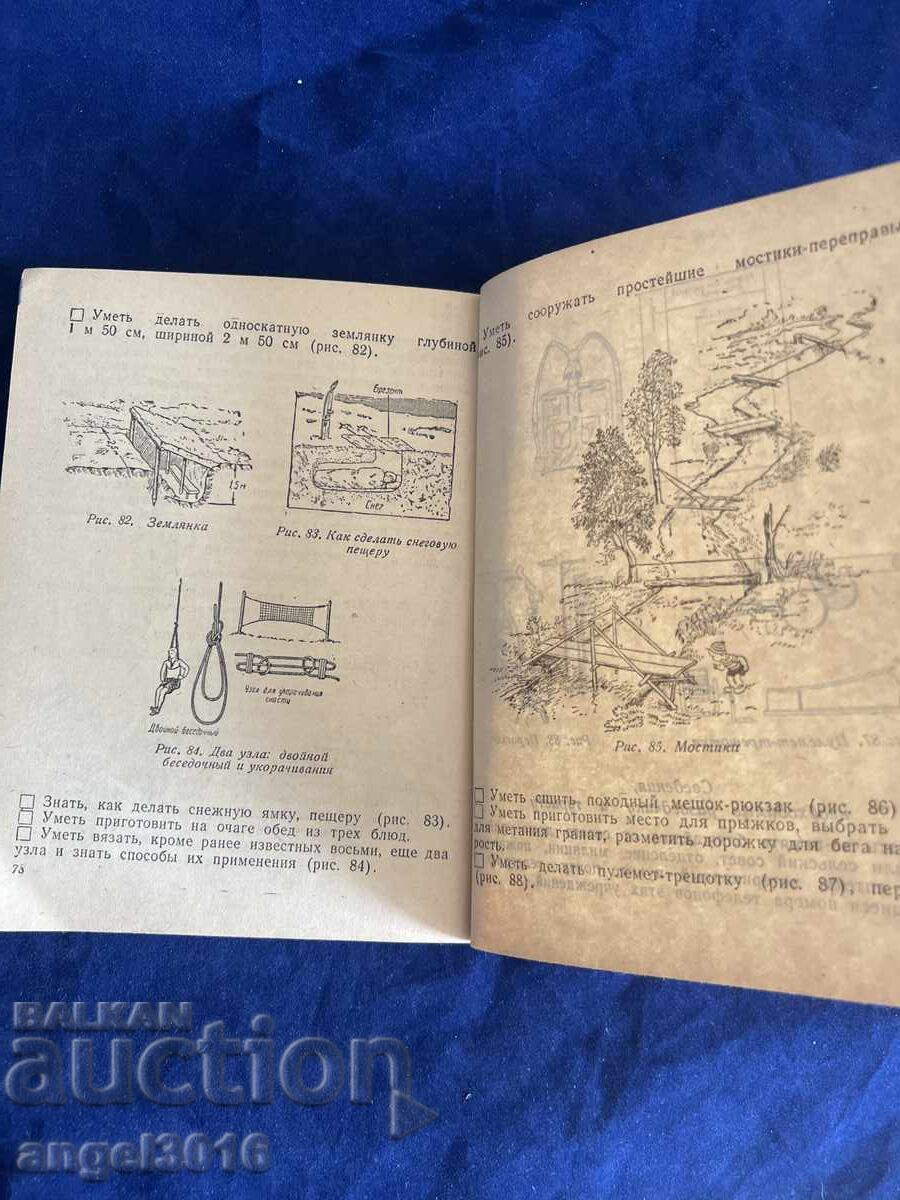 ☐ Уметь делать односкатную землянку глубиной
1 м 50 см, шириной 2 м 50 см (рис. 82).
1,5 м
Рис. 82. Землянка
Брезент
Снег
Рис. 83. Как сделать снеговую
пещеру
Двойной беседочный
Узел для укорачивания
снасти
Рис. 84. Два узла: двойной
беседочный и укорачивания
☐ Знать, как делать снежную ямку, пещеру (рис. 83).
☐ Уметь приготовить на очаге обед из трех блюд.
☐ Уметь вязать, кроме ранее известных восьми, еще два
узла и знать способы их применения (рис. 84).
78
Уметь сооружать простейшие мостики-переправы
рис. 85).
Рис. 85. Мостики
☐ Уметь сшить походный мешок-рюкзак (рис. 86)
☐ Уметь приготовить место для прыжков, выбрать
для метания гранат, разметить дорожку для бега на
рость.
☐ Уметь делать пулемет-трещотку (рис. 87), пер
(рис. 88).
BALKAN
auction
angel3016